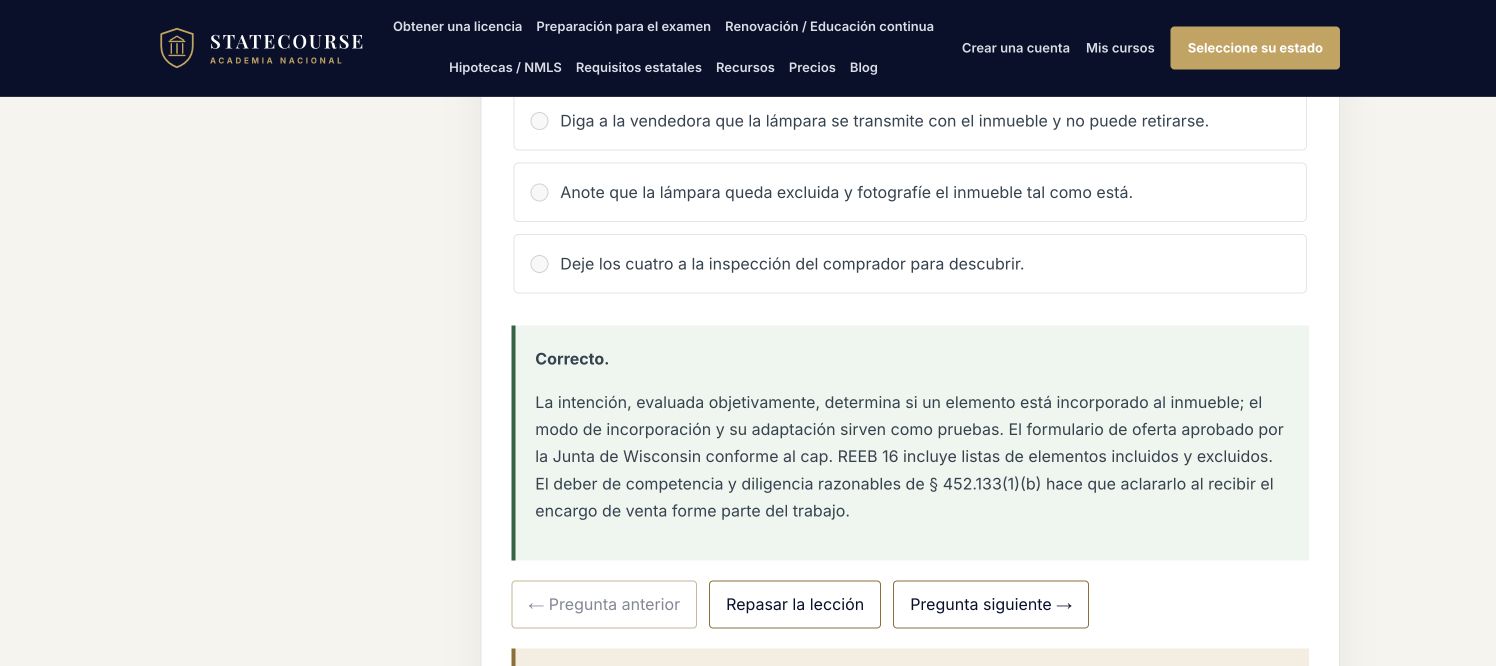 STATECOURSE
ACADEMIA NACIONAL
Obtener una licencia Preparación para el examen Renovación / Educación continua
Hipotecas / NMLS Requisitos estatales Recursos Precios Blog
Crear una cuenta Mis cursos Seleccione su estado
Diga a la vendedora que la lámpara se transmite con el inmueble y no puede retirarse.
Anote que la lámpara queda excluida y fotografíe el inmueble tal como está.
Deje los cuatro a la inspección del comprador para descubrir.
Correcto.
La intención, evaluada objetivamente, determina si un elemento está incorporado al inmueble; el
modo de incorporación y su adaptación sirven como pruebas. El formulario de oferta aprobado por
la Junta de Wisconsin conforme al cap. REEB 16 incluye listas de elementos incluidos y excluidos.
El deber de competencia y diligencia razonables de § 452.133(1)(b) hace que aclararlo al recibir el
encargo de venta forme parte del trabajo.
← Pregunta anterior Repasar la lección Pregunta siguiente →